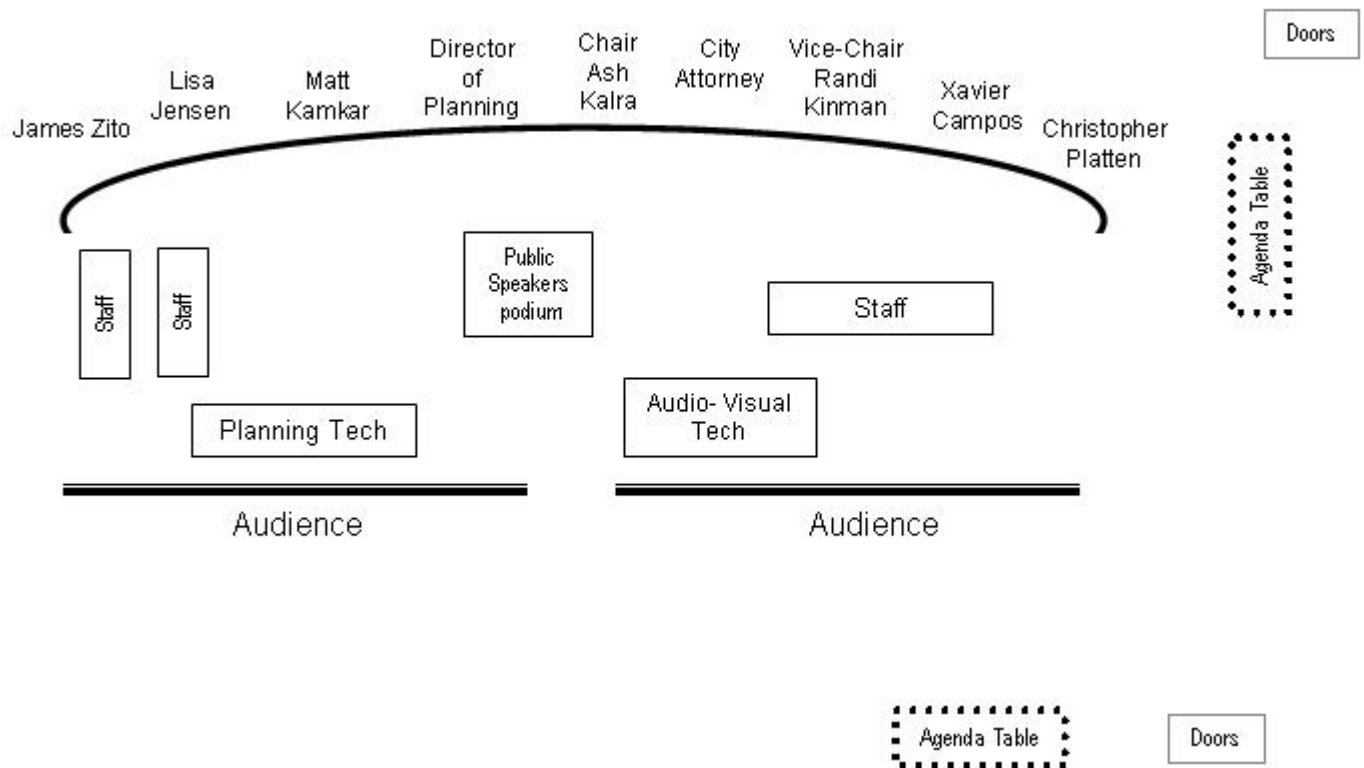 Doors
Director
of
Planning
Chair
Ash
Kalra
City
Attorney
Vice-Chair
Randi
Kinman
Lisa
Jensen
Matt
Kamkar
Xavier
Campos
James Zito
Christopher
Platten
Agenda Table
Staff
Staff
Public
Speakers
podium
Staff
Planning Tech
Audio- Visual
Tech
Audience
Audience
Agenda Table
Doors